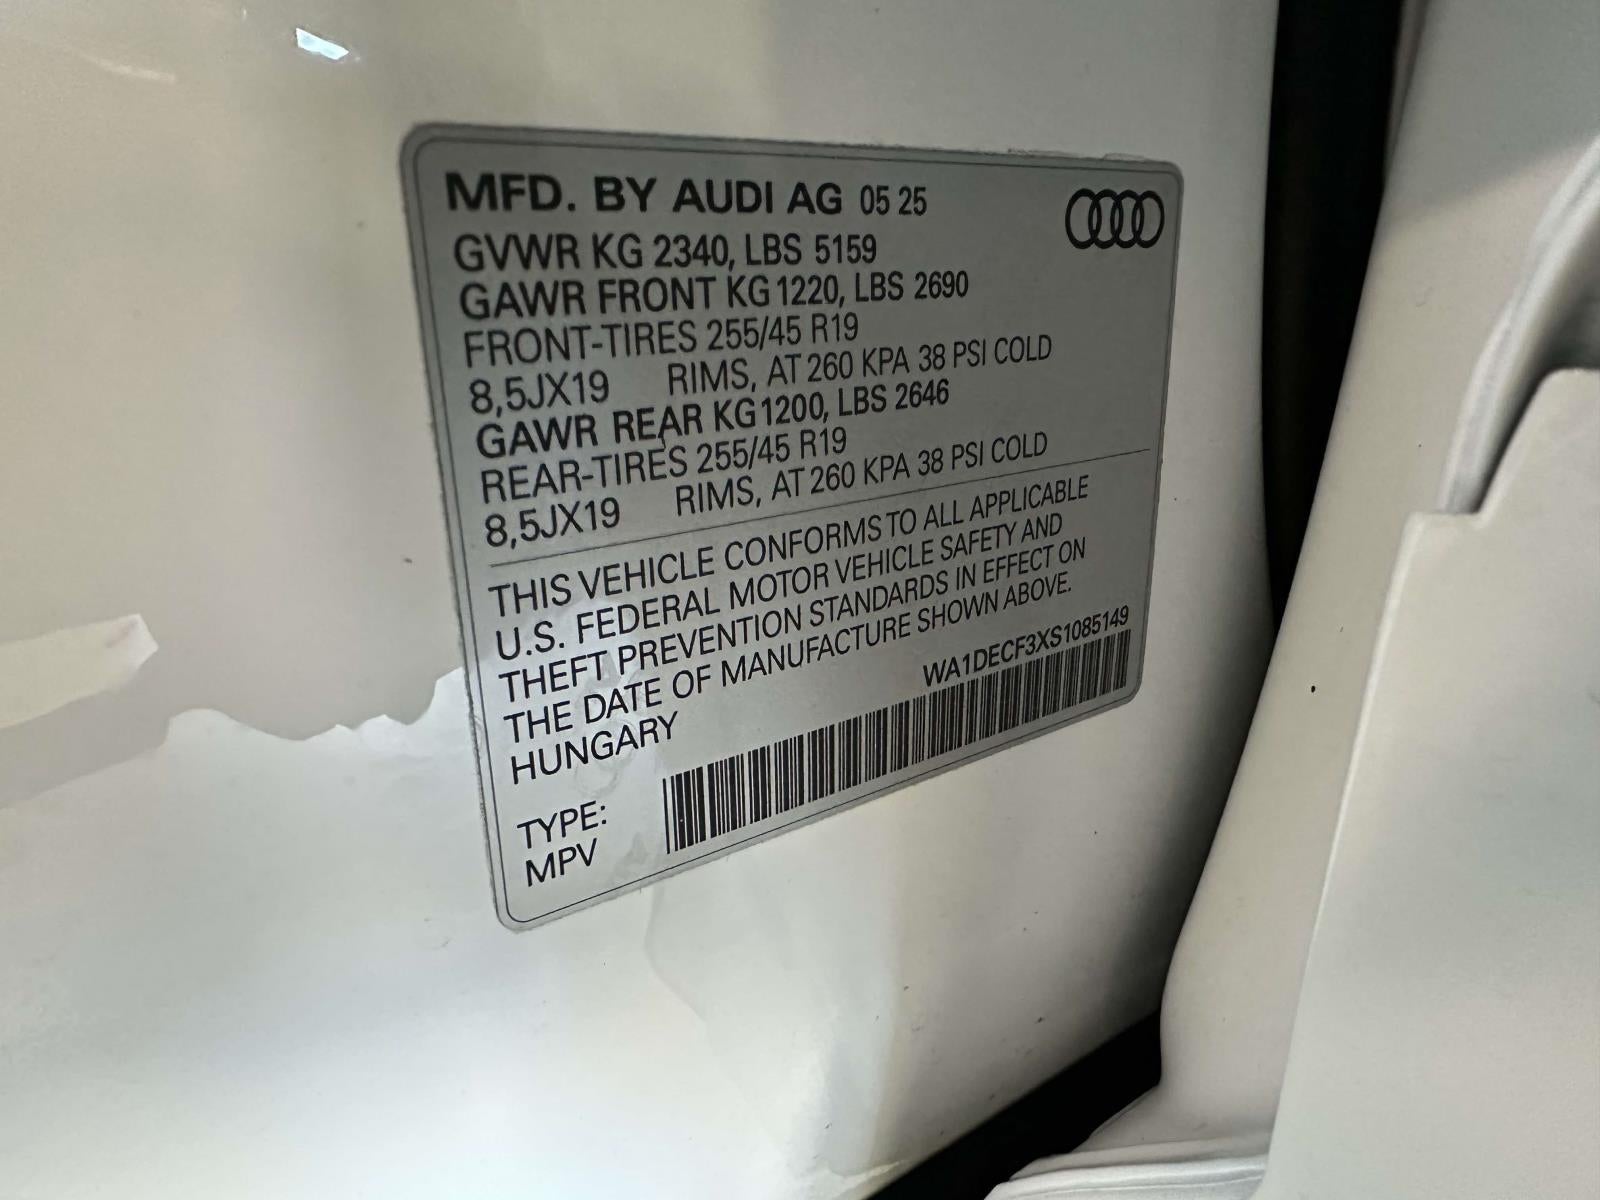 MFD. BY AUDI AG 05 25
GVWR KG 2340, LBS 5159
GAWR FRONT KG 1220, LBS 2690
FRONT-TIRES 255/45 R19
8,5JX19 RIMS, AT 260 KPA 38 PSI COLD
GAWR REAR KG 1200, LBS 2646
REAR-TIRES 255/45 R19
8,5JX19 RIMS, AT 260 KPA 38 PSI COLD
THIS VEHICLE CONFORMS TO ALL APPLICABLE
U.S. FEDERAL MOTOR VEHICLE SAFETY AND
THEFT PREVENTION STANDARDS IN EFFECT ON
THE DATE OF MANUFACTURE SHOWN ABOVE.
HUNGARY
WA1DECF3XS1085149
TYPE:
MPV